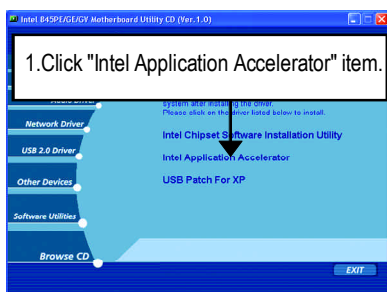 Intel 845PE/GE/GV Motherboard Utility CD (Ver.1.0)
1.Click "Intel Application Accelerator" item.
system after installing the driver.
Please click on the driver listed below to install.
Network Driver
Intel Chipset Software Installation Utility
USB 2.0 Driver
Intel Application Accelerator
Other Devices
USB Patch For XP
Software Utilities
Browse CD
EXIT